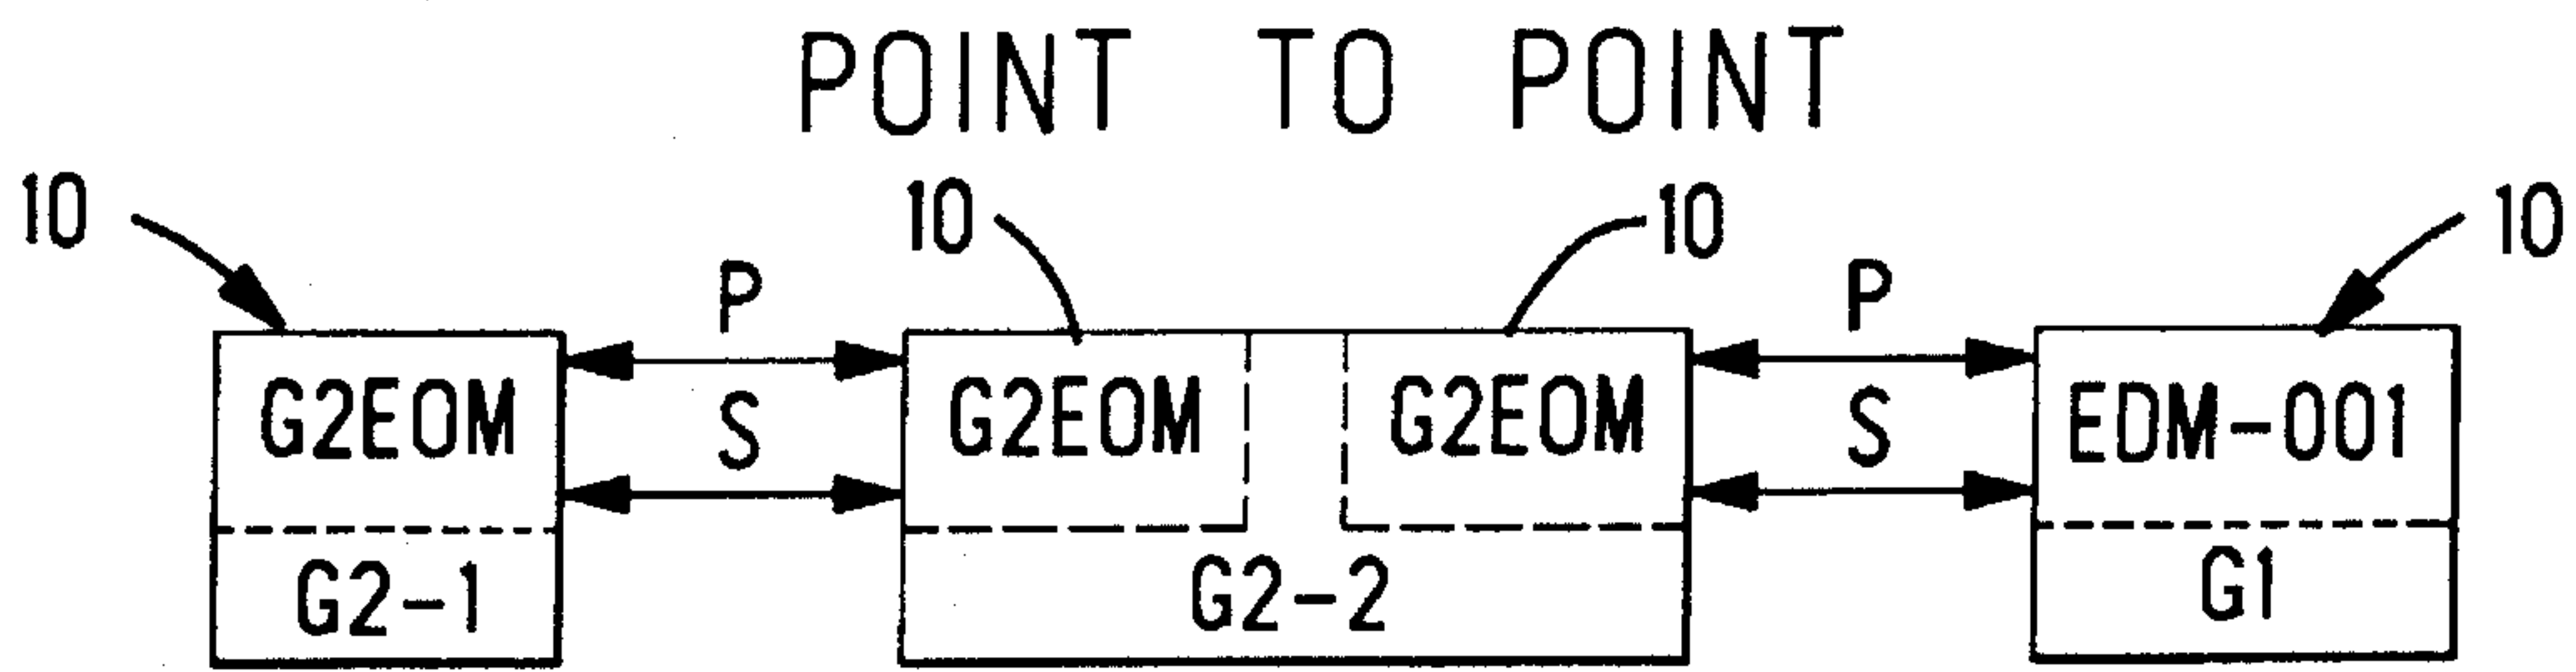 POINT TO POINT
10 10 10 10
P P
G2EOM S G2EOM G2EOM S EDM-001
G2-1 G2-2 G1